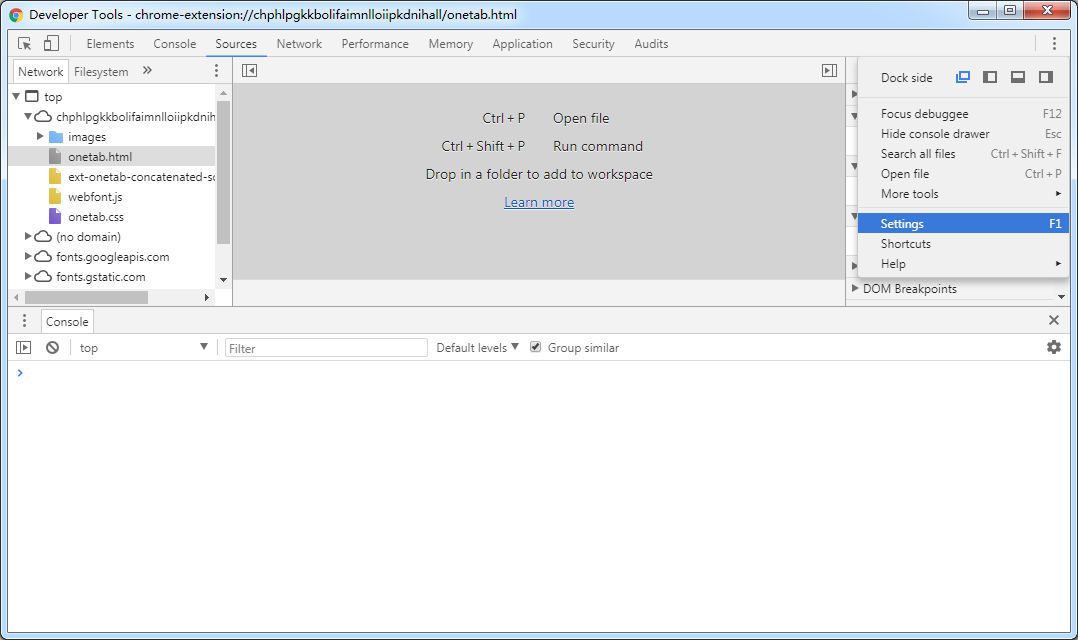 Developer Tools - chrome-extension://chphlpgkkbolifaimnlloiipkdnihall/onetab.html
Elements Console Sources Network Performance Memory Application Security Audits
Network Filesystem »
top
chphlpgkkbolifaimnlloiipkdnih
images
onetab.html
ext-onetab-concatenated-sc
webfont.js
onetab.css
(no domain)
fonts.googleapis.com
fonts.gstatic.com
Ctrl + P Open file
Ctrl + Shift + P Run command
Drop in a folder to add to workspace
Learn more
Dock side
Focus debuggee F12
Hide console drawer Esc
Search all files Ctrl + Shift + F
Open file Ctrl + P
More tools
Settings F1
Shortcuts
Help
DOM Breakpoints
Console
top Filter Default levels Group similar